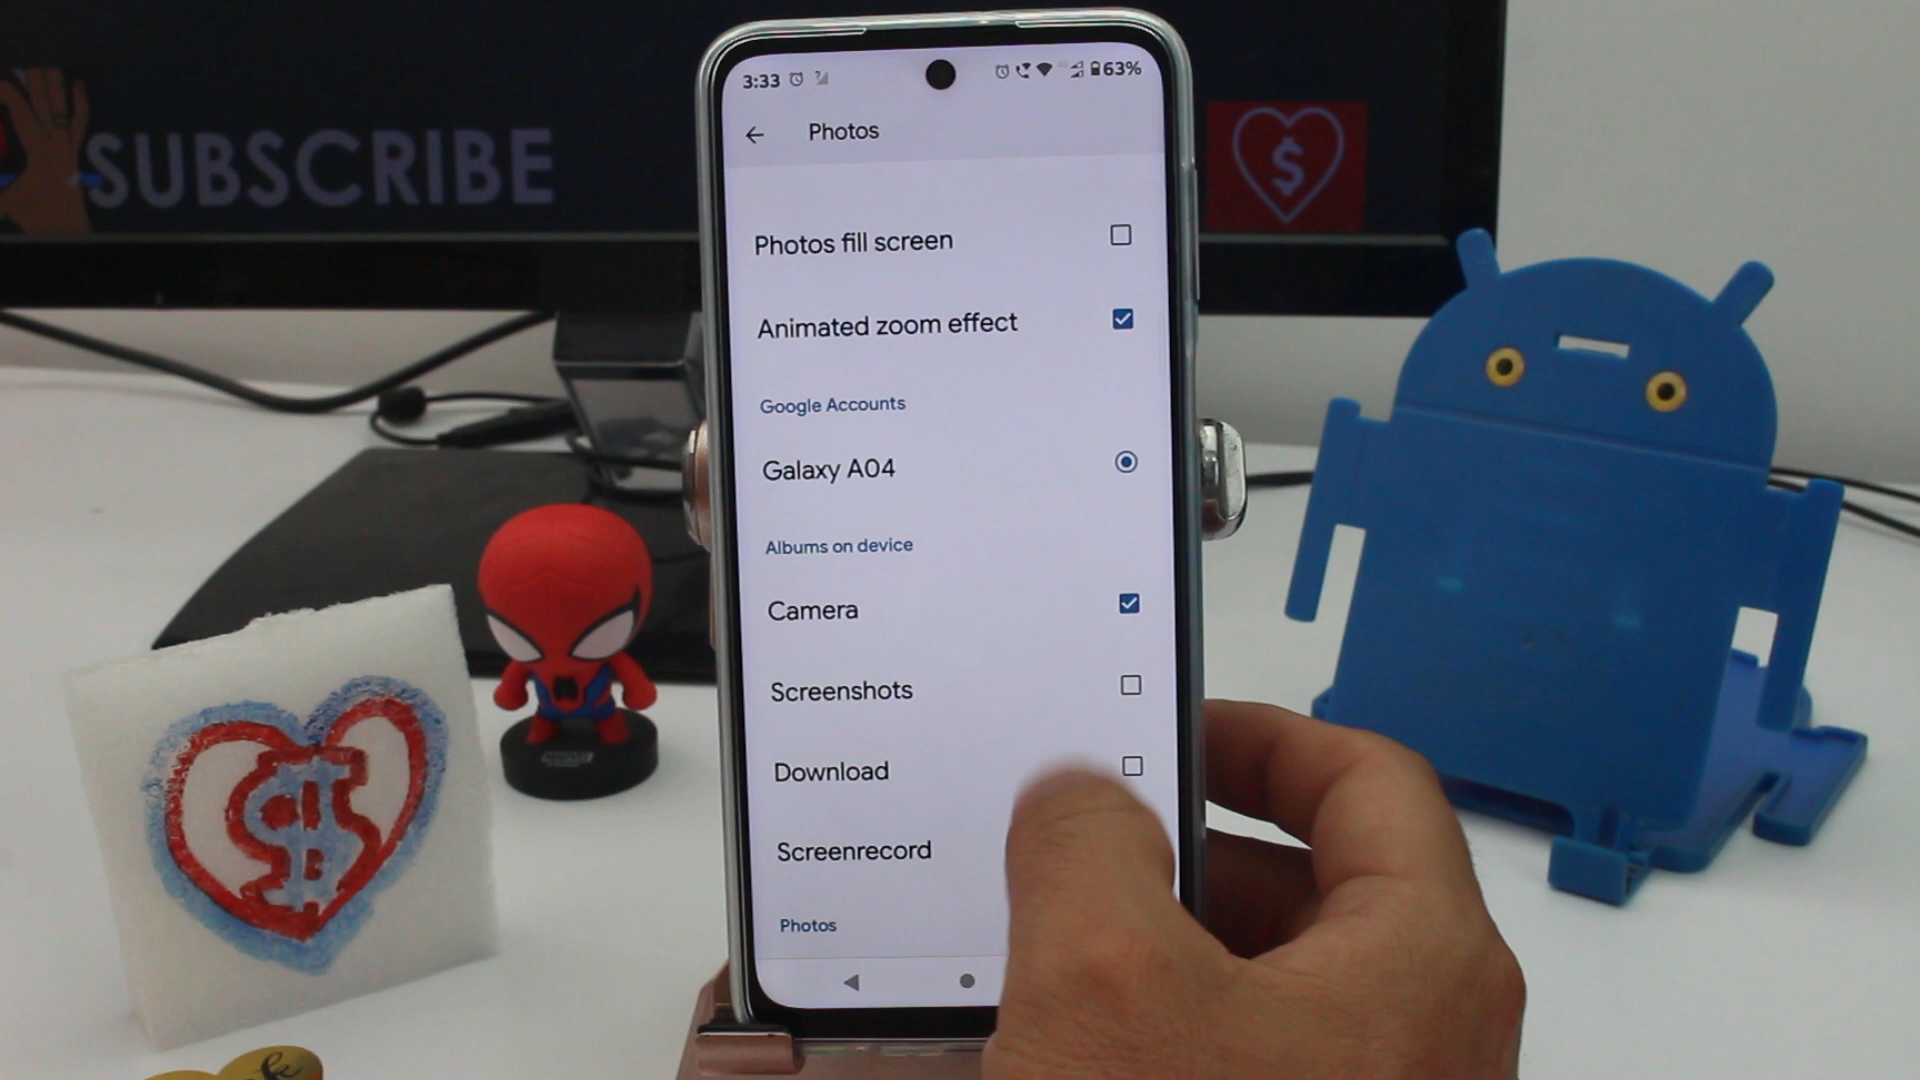 SUBSCRIBE
$
3:33
63%
Photos
Photos fill screen
Animated zoom effect
Google Accounts
Galaxy A04
Albums on device
Camera
Screenshots
Download
Screenrecord
Photos
$